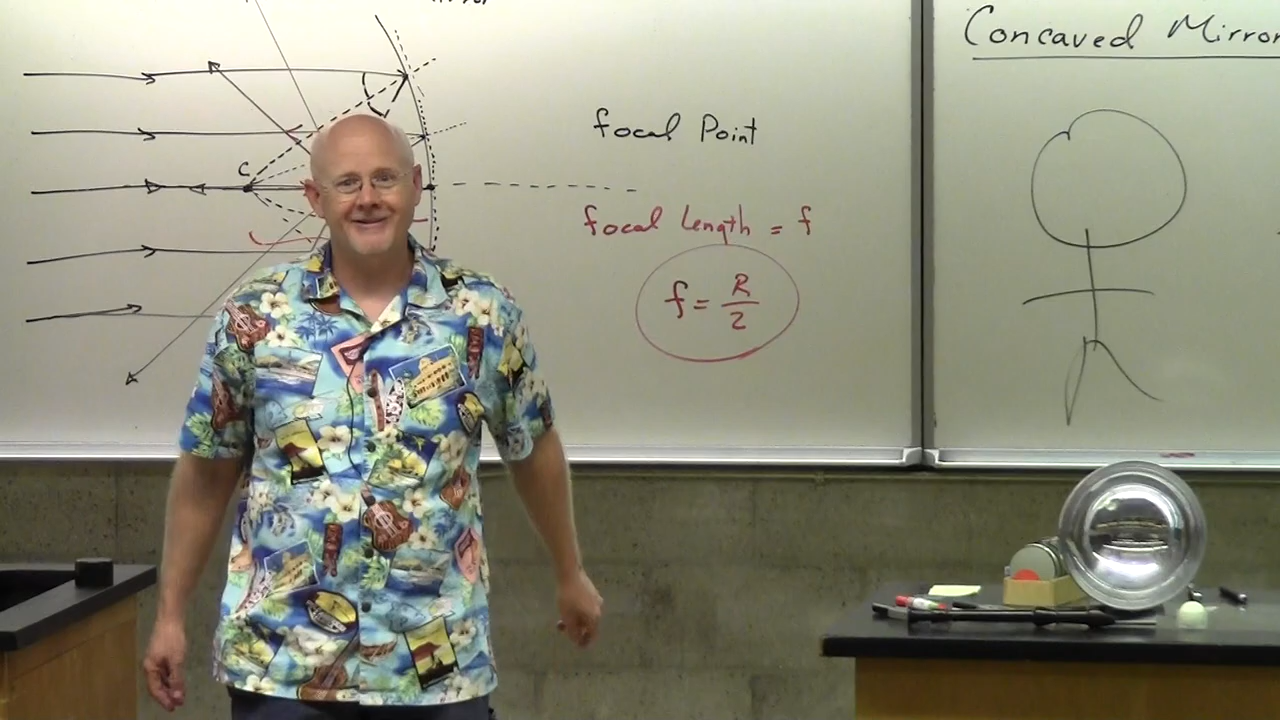 C
focal Point
focal Length = f
f = R/2
Concaved Mirror